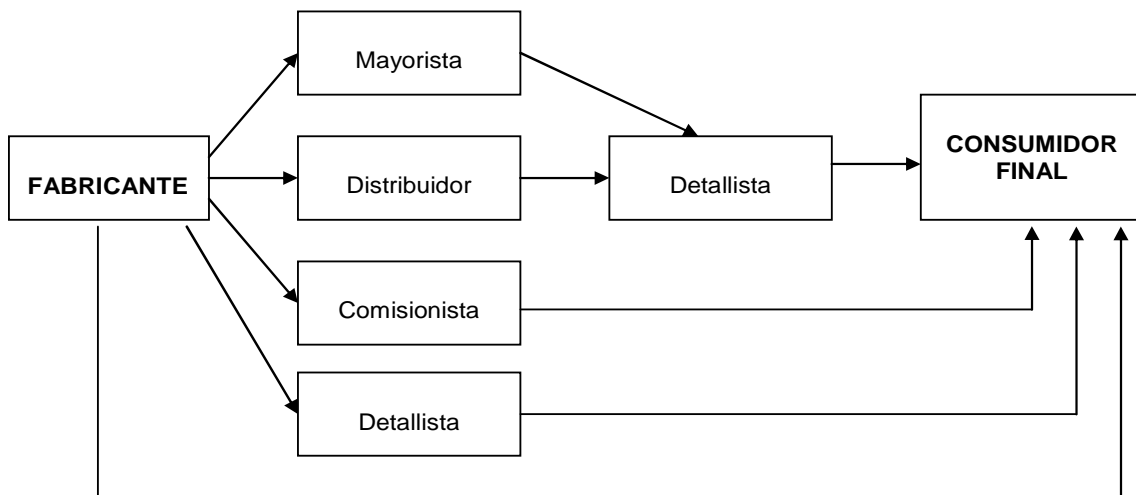 Mayorista
FABRICANTE
Distribuidor
Detallista
CONSUMIDOR
FINAL
Comisionista
Detallista